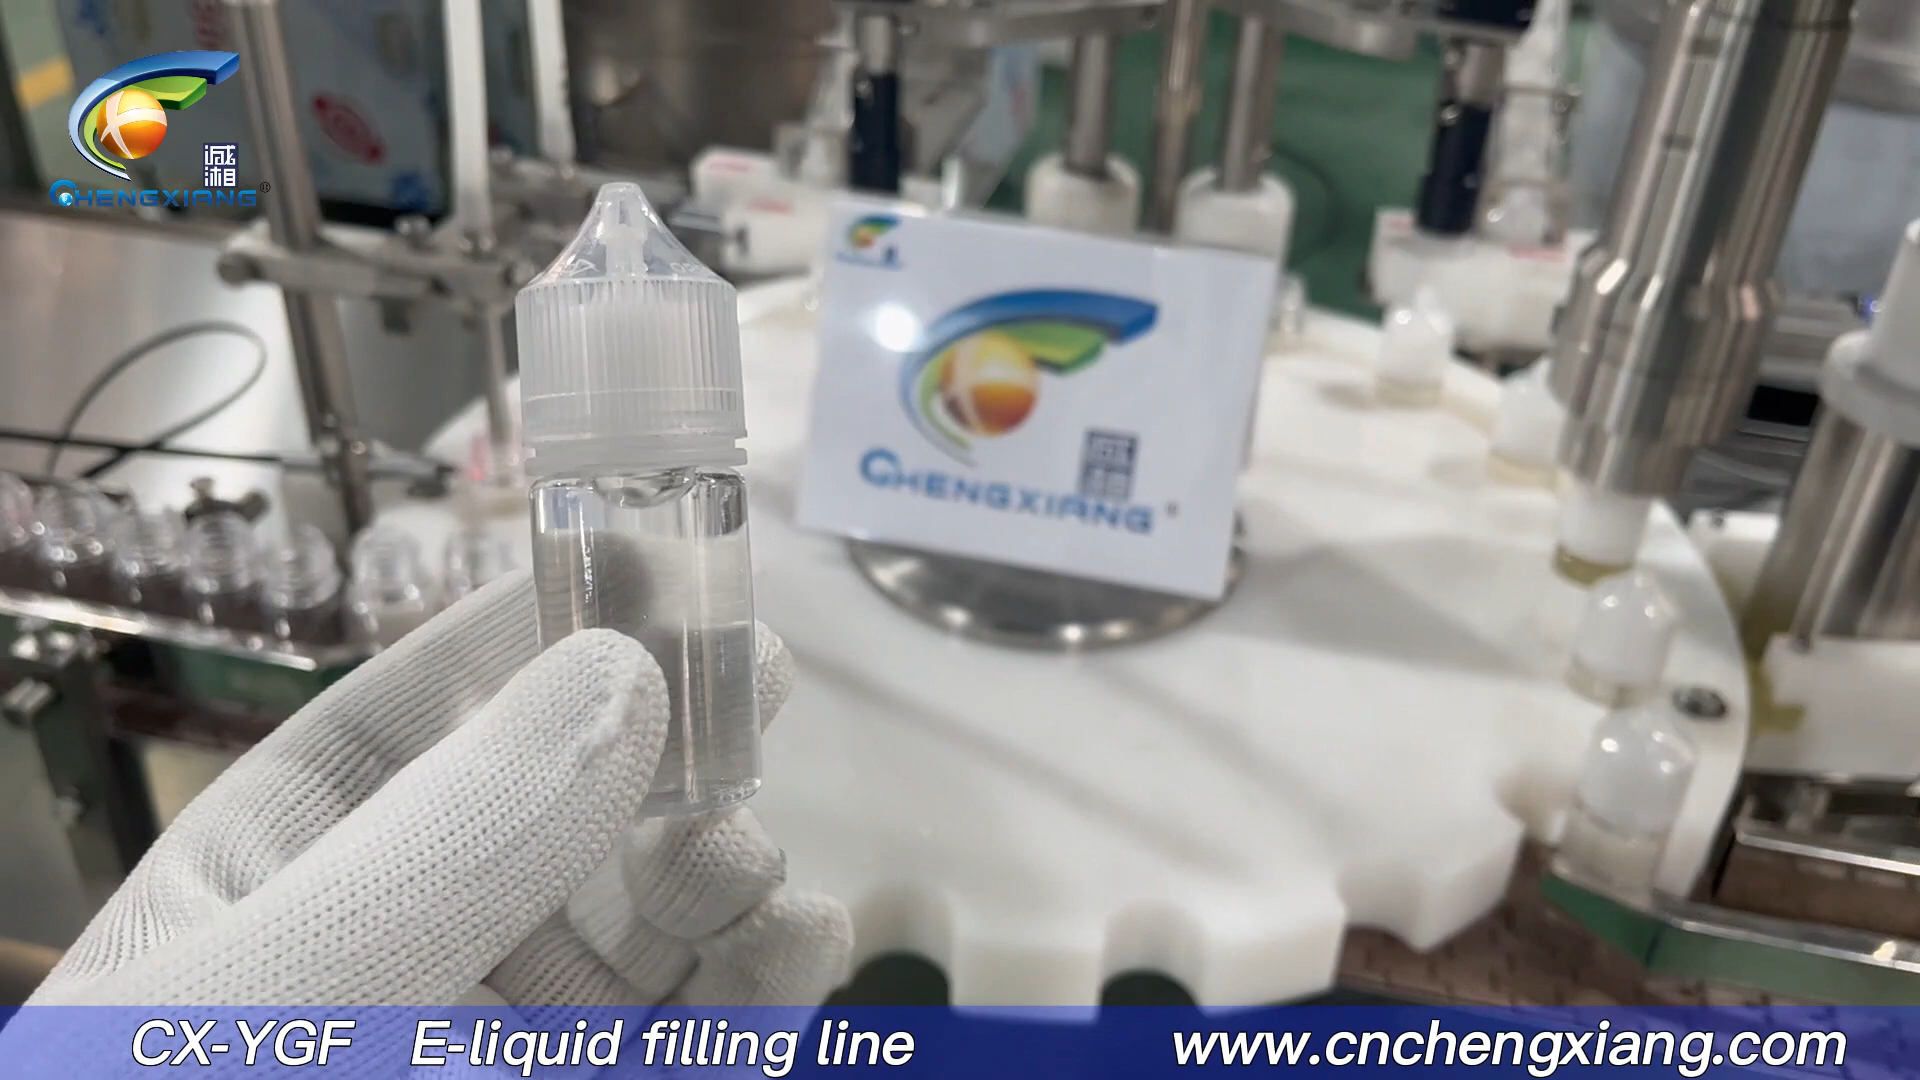 诚湘
CHENGXIANG®
CHENGXIANG®
CX-YGF E-liquid filling line
www.cnchengxiang.com